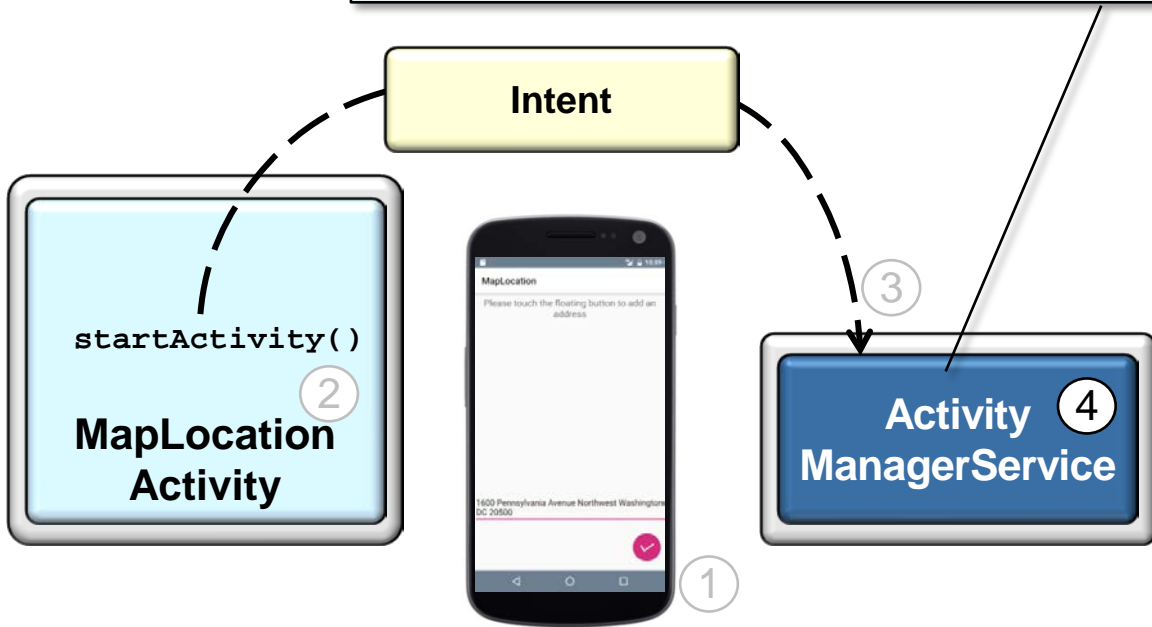 Intent
startActivity()
2
MapLocation
Activity
MapLocation
Please touch the floating button to add an
address
1600 Pennsylvania Avenue Northwest Washington
DC 20500
1
3
Activity
ManagerService
4